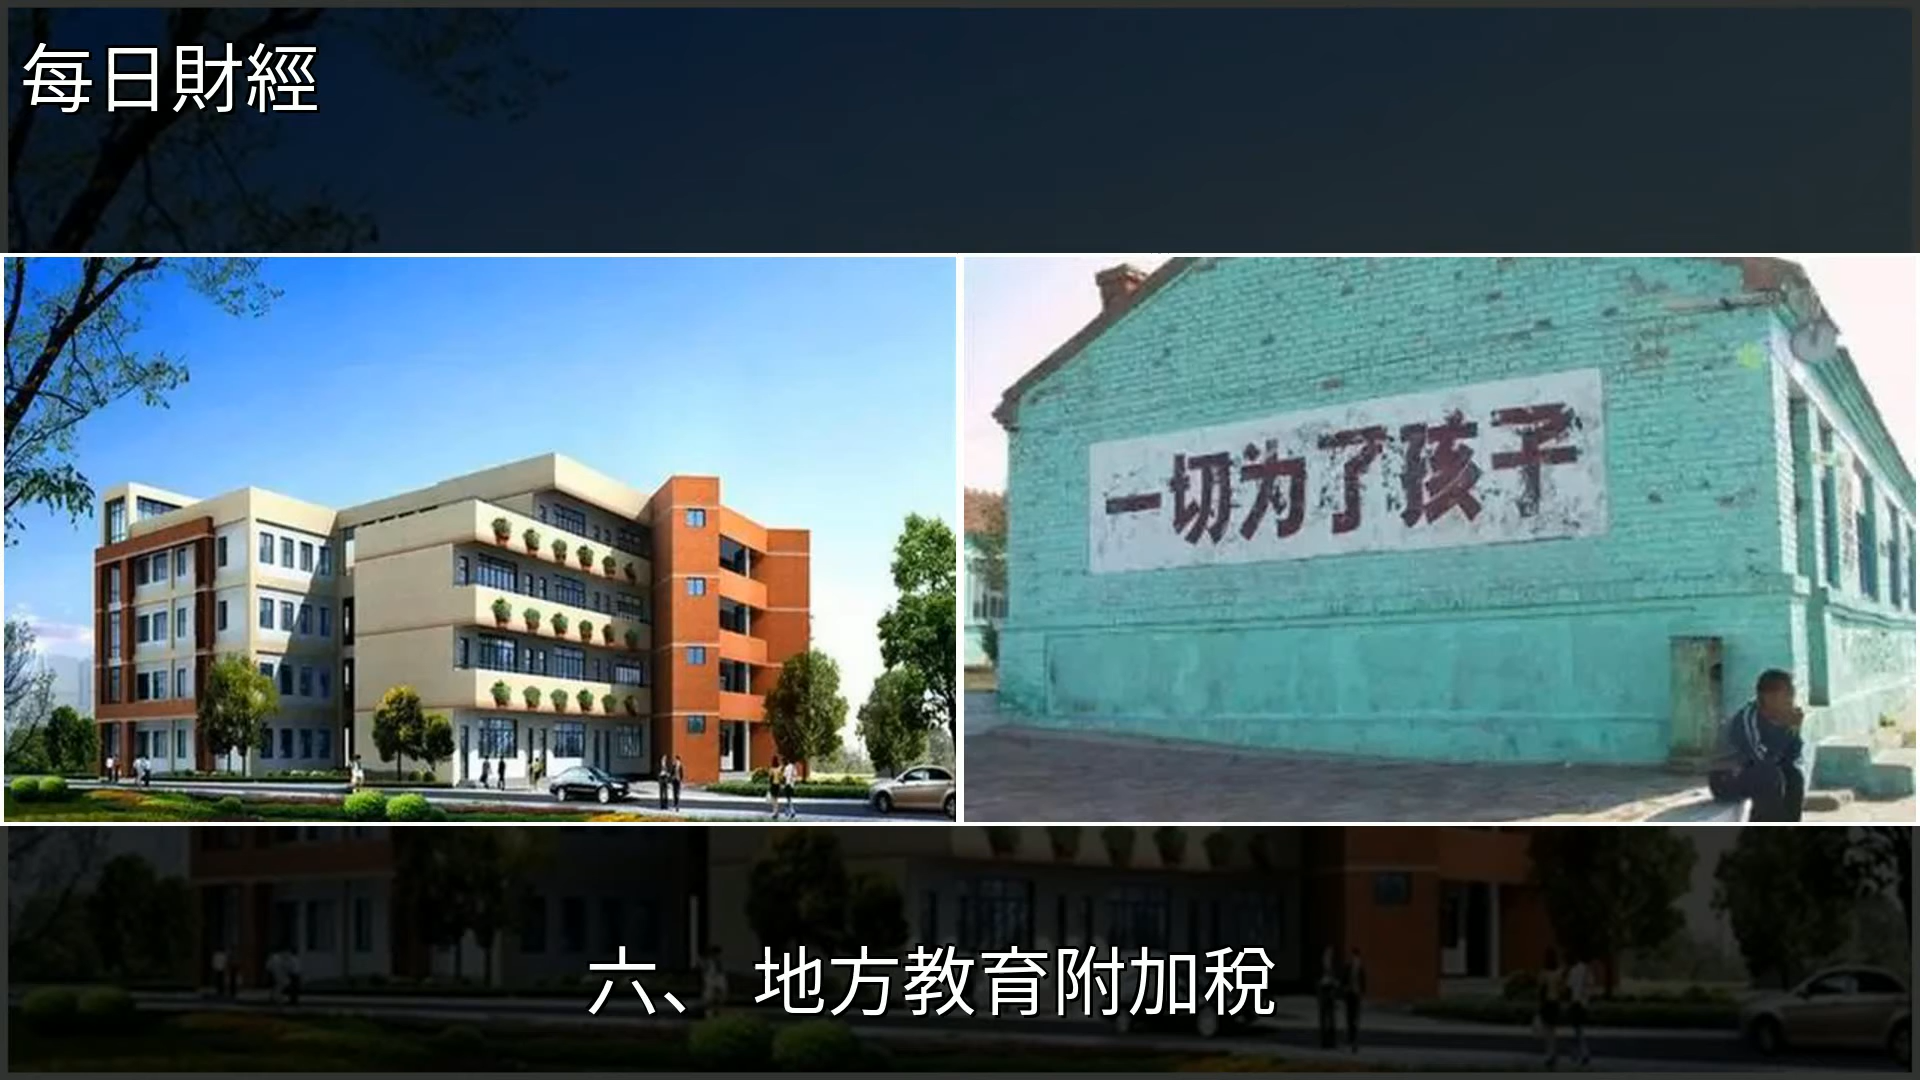 每日財經
一切为了孩子
六、 地方教育附加稅